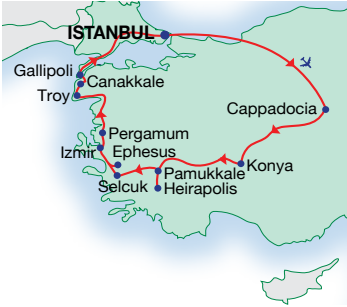 ISTANBUL
Gallipoli
Canakkale
Troy
Cappadocia
Pergamum
Izmir
Ephesus
Konya
Pamukkale
Selcuk
Heirapolis